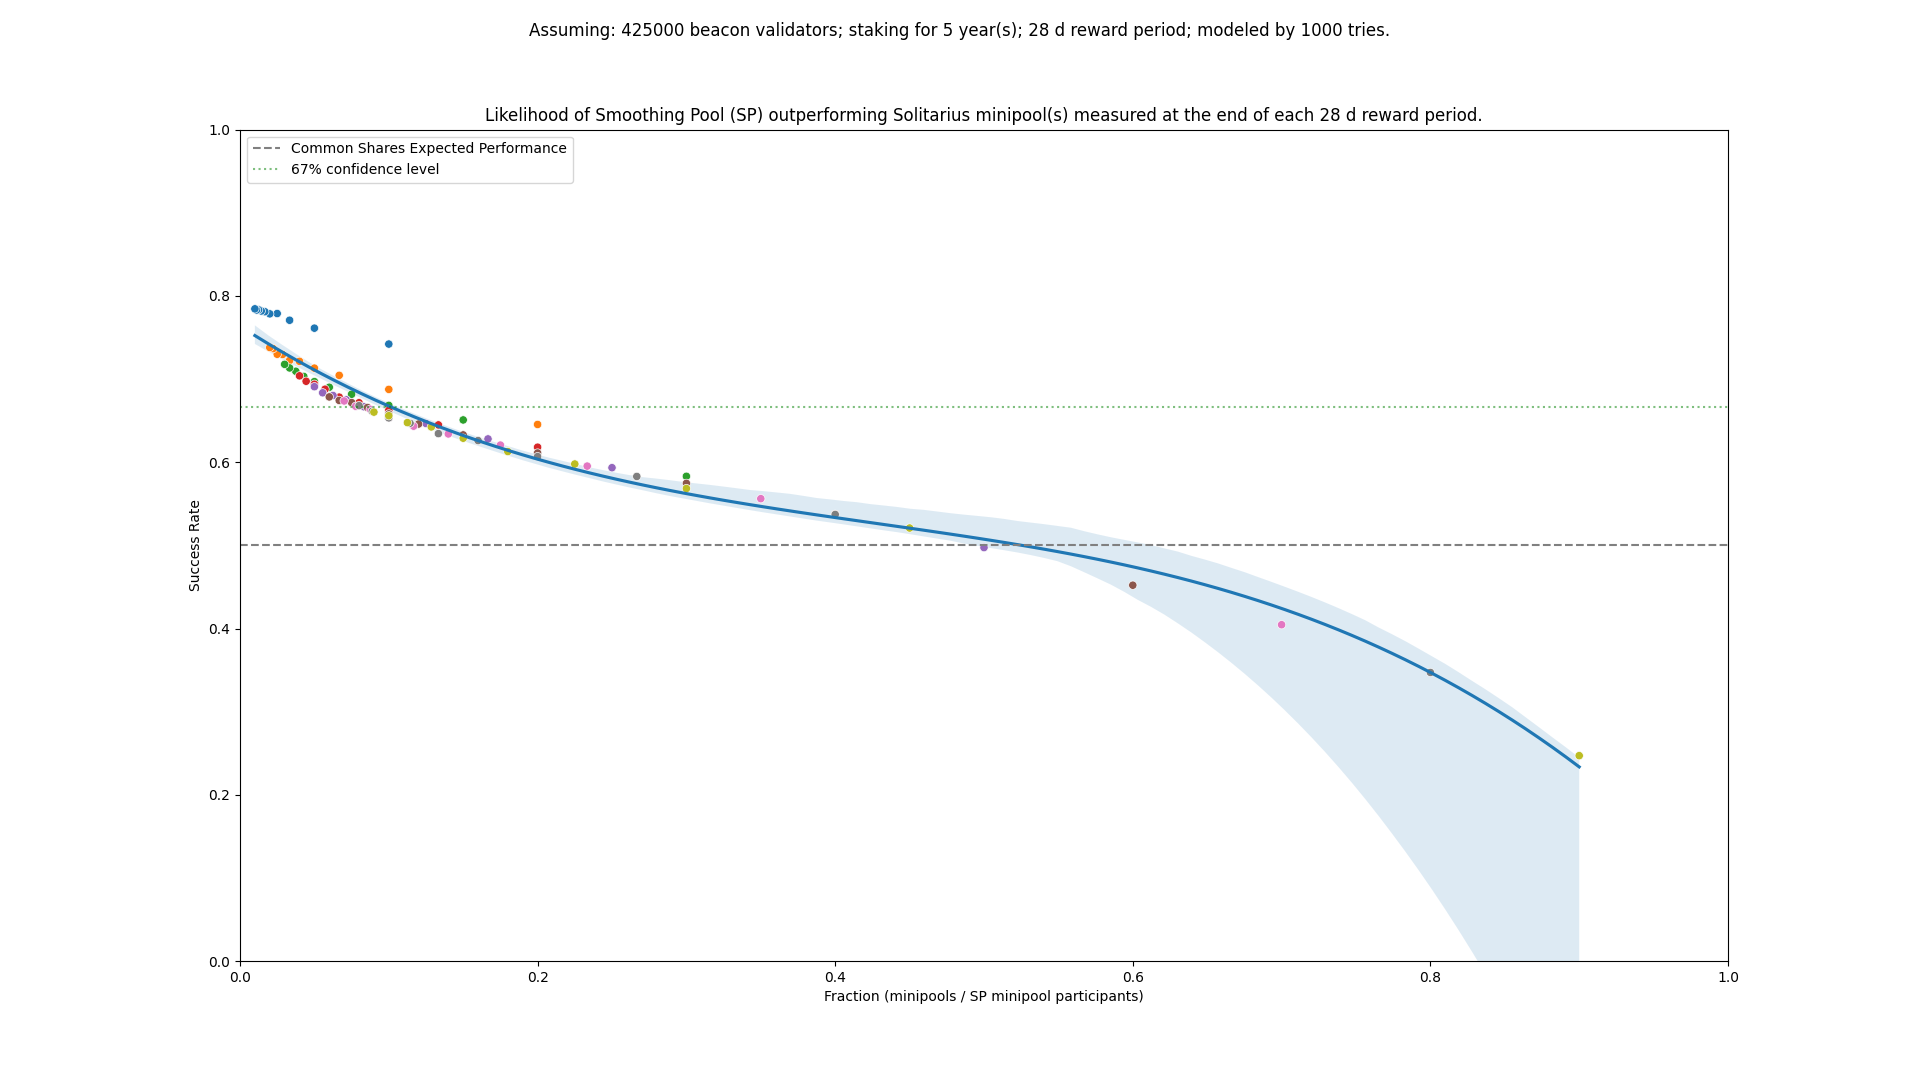 Assuming: 425000 beacon validators; staking for 5 year(s); 28 d reward period; modeled by 1000 tries.
Likelihood of Smoothing Pool (SP) outperforming Solitarius minipool(s) measured at the end of each 28 d reward period.
Common Shares Expected Performance
67% confidence level
1.0
0.8
0.6
0.4
0.2
0.0
Success Rate
0.0 0.2 0.4 0.6 0.8 1.0
Fraction (minipools / SP minipool participants)